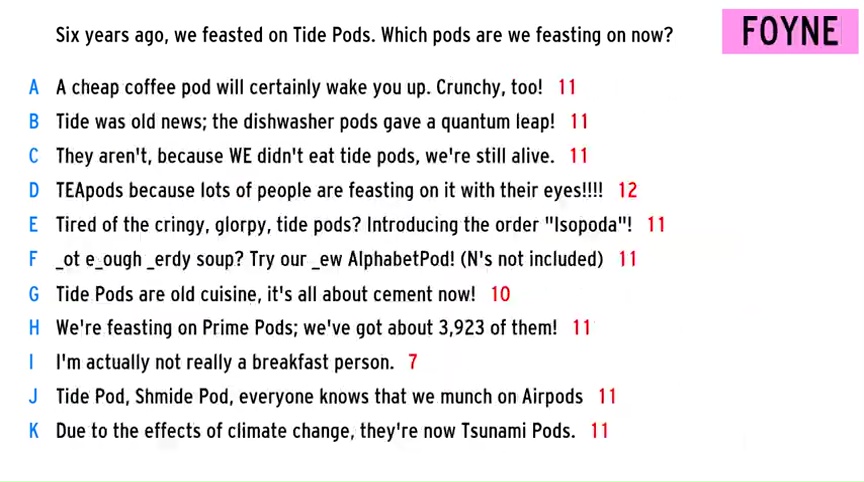 Six years ago, we feasted on Tide Pods. Which pods are we feasting on now?
FOYNE
A A cheap coffee pod will certainly wake you up. Crunchy, too! 11
B Tide was old news; the dishwasher pods gave a quantum leap! 11
C They aren't, because WE didn't eat tide pods, we're still alive. 11
D TEApods because lots of people are feasting on it with their eyes!!!! 12
E Tired of the cringy, glorpy, tide pods? Introducing the order "Isopoda"! 11
F _ot e_ough _erdy soup? Try our _ew AlphabetPod! (N's not included) 11
G Tide Pods are old cuisine, it's all about cement now! 10
H We're feasting on Prime Pods; we've got about 3,923 of them! 11
I I'm actually not really a breakfast person. 7
J Tide Pod, Shmide Pod, everyone knows that we munch on Airpods 11
K Due to the effects of climate change, they're now Tsunami Pods. 11